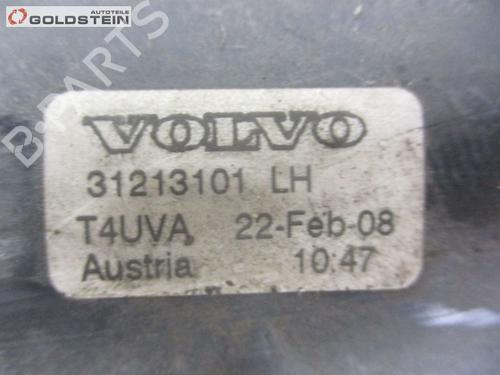 AUTOTEILE
GOLDSTEIN
B-PARTS
VOLVO
31213101 LH
T4UVA 22-Feb-08
Austria 10:47